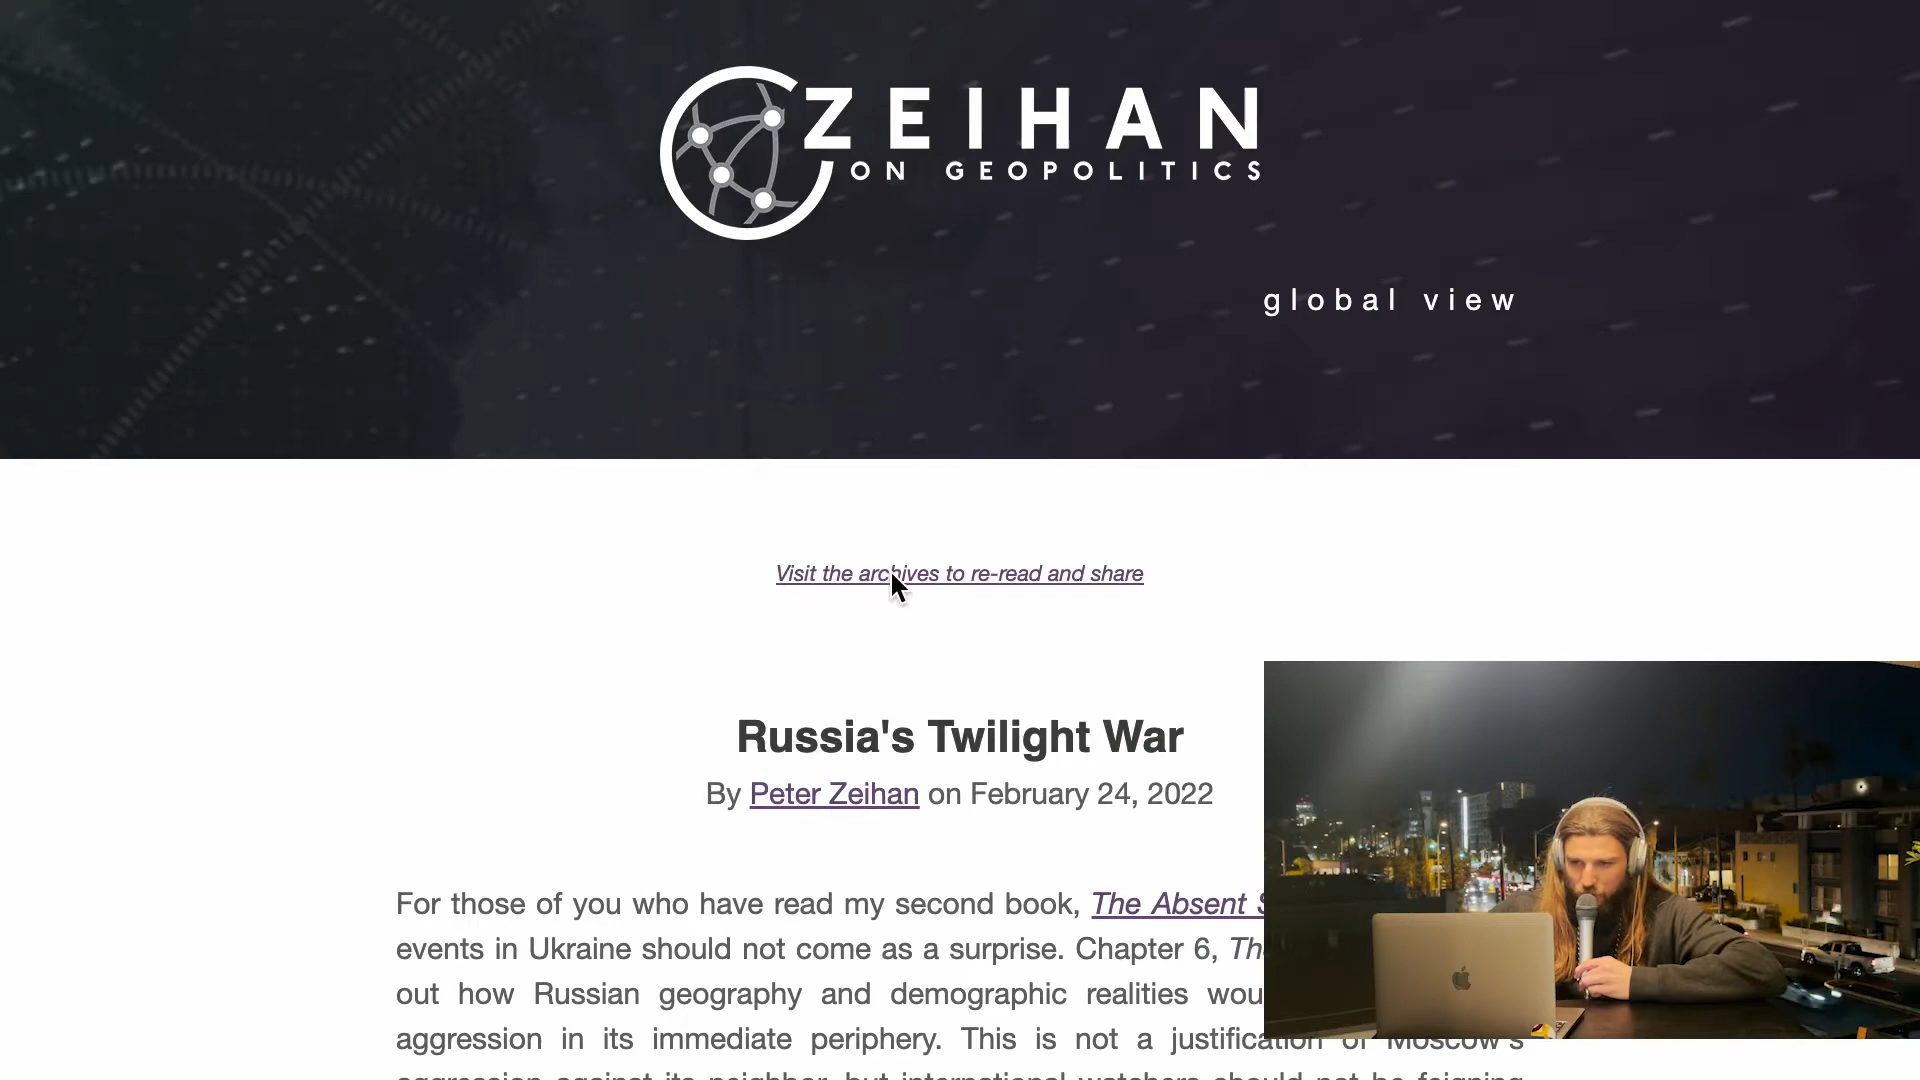 ZEIHAN
ON GEOPOLITICS
global view
Visit the archives to re-read and share
Russia's Twilight War
By Peter Zeihan on February 24, 2022
For those of you who have read my second book, The Absent
events in Ukraine should not come as a surprise. Chapter 6,
out how Russian geography and demographic realities
aggression in its immediate periphery. This is not a justification of Moscow's
aggression against its neighbor, but international watchers should not be feigning